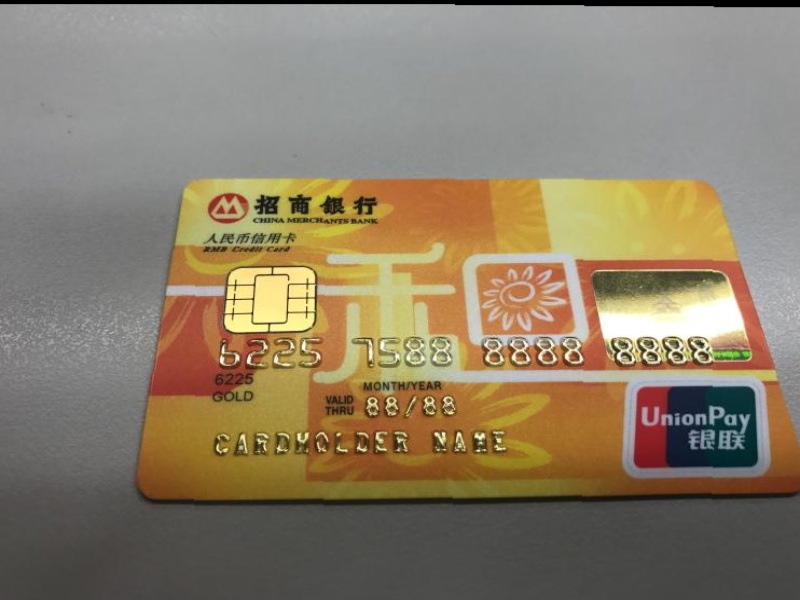 招商银行
CHINA MERCHANTS BANK
人民币信用卡
RMB Credit Card
6225 7588 8888 8888
6225
GOLD
MONTH/YEAR
VALID THRU 88/88
CARDHOLDER NAME
UnionPay
银联